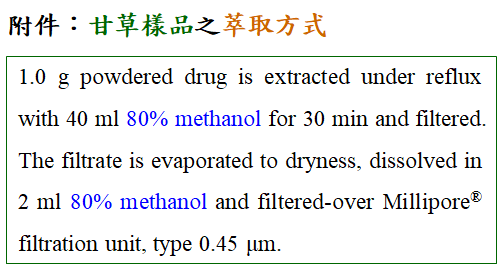 附件：甘草樣品之萃取方式
1.0 g powdered drug is extracted under reflux
with 40 ml 80% methanol for 30 min and filtered.
The filtrate is evaporated to dryness, dissolved in
2 ml 80% methanol and filtered-over Millipore®
filtration unit, type 0.45 μm.